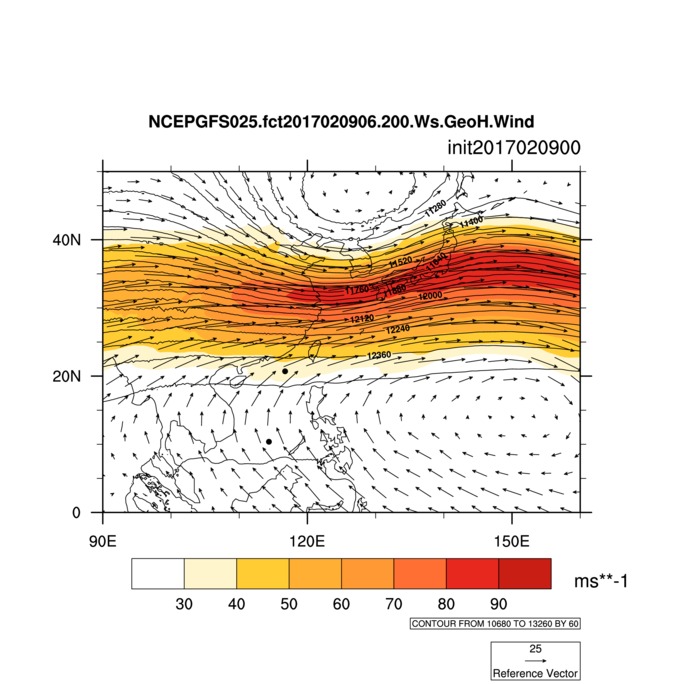 NCEPGFS025.fct2017020906.200.Ws.GeoH.Wind
init2017020900
11280
11400
40N
11520
11640
11760
11880
12000
12120
12240
12360
20N
0
90E 120E 150E
ms**-1
30 40 50 60 70 80 90
CONTOUR FROM 10680 TO 13260 BY 60
25
Reference Vector